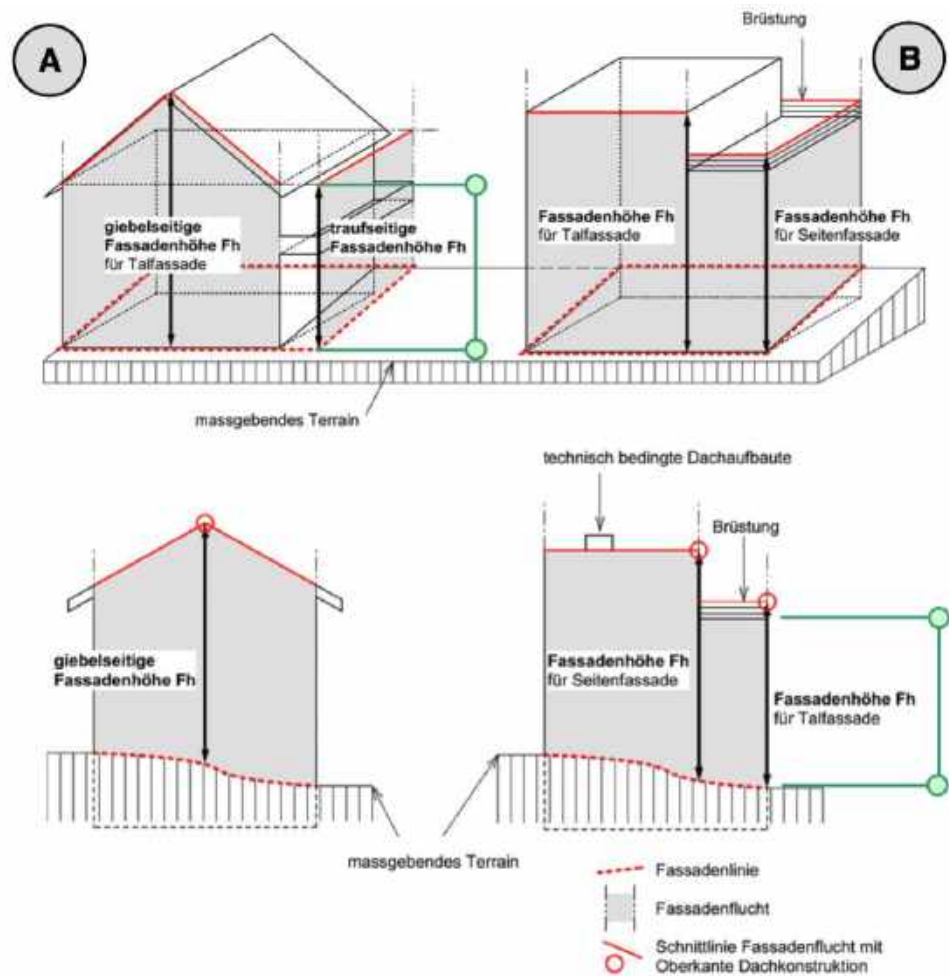 A
Brüstung
B
giebelseitige
Fassadenhöhe Fh
für Talfassade
traufseitige
Fassadenhöhe Fh
Fassadenhöhe Fh
für Talfassade
Fassadenhöhe Fh
für Seitenfassade
massgebendes Terrain
technisch bedingte Dachaufbaute
Brüstung
giebelseitige
Fassadenhöhe Fh
Fassadenhöhe Fh
für Seitenfassade
Fassadenhöhe Fh
für Talfassade
massgebendes Terrain
Fassadenlinie
Fassadenflucht
Schnittlinie Fassadenflucht mit
Oberkante Dachkonstruktion